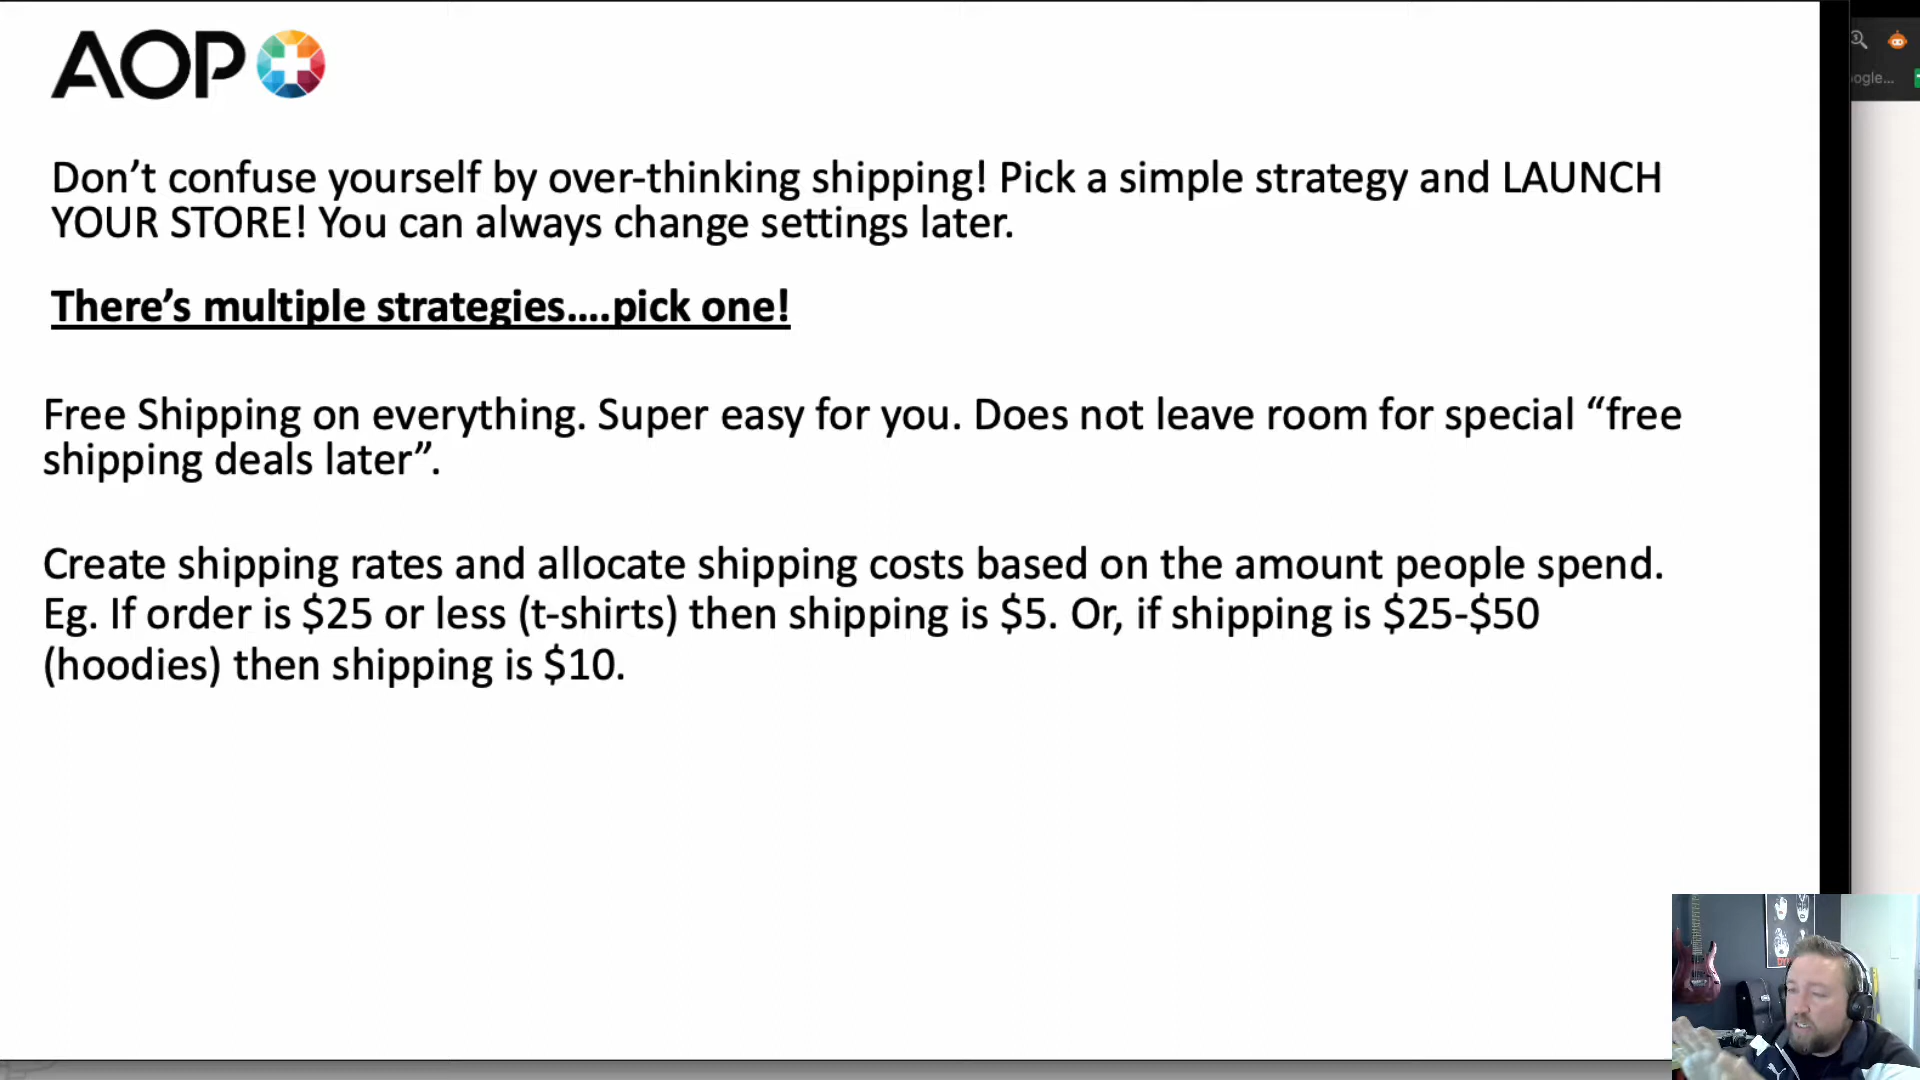 AOP
Don’t confuse yourself by over-thinking shipping! Pick a simple strategy and LAUNCH
YOUR STORE! You can always change settings later.
There’s multiple strategies....pick one!
Free Shipping on everything. Super easy for you. Does not leave room for special “free
shipping deals later”.
Create shipping rates and allocate shipping costs based on the amount people spend.
Eg. If order is $25 or less (t-shirts) then shipping is $5. Or, if shipping is $25-$50
(hoodies) then shipping is $10.